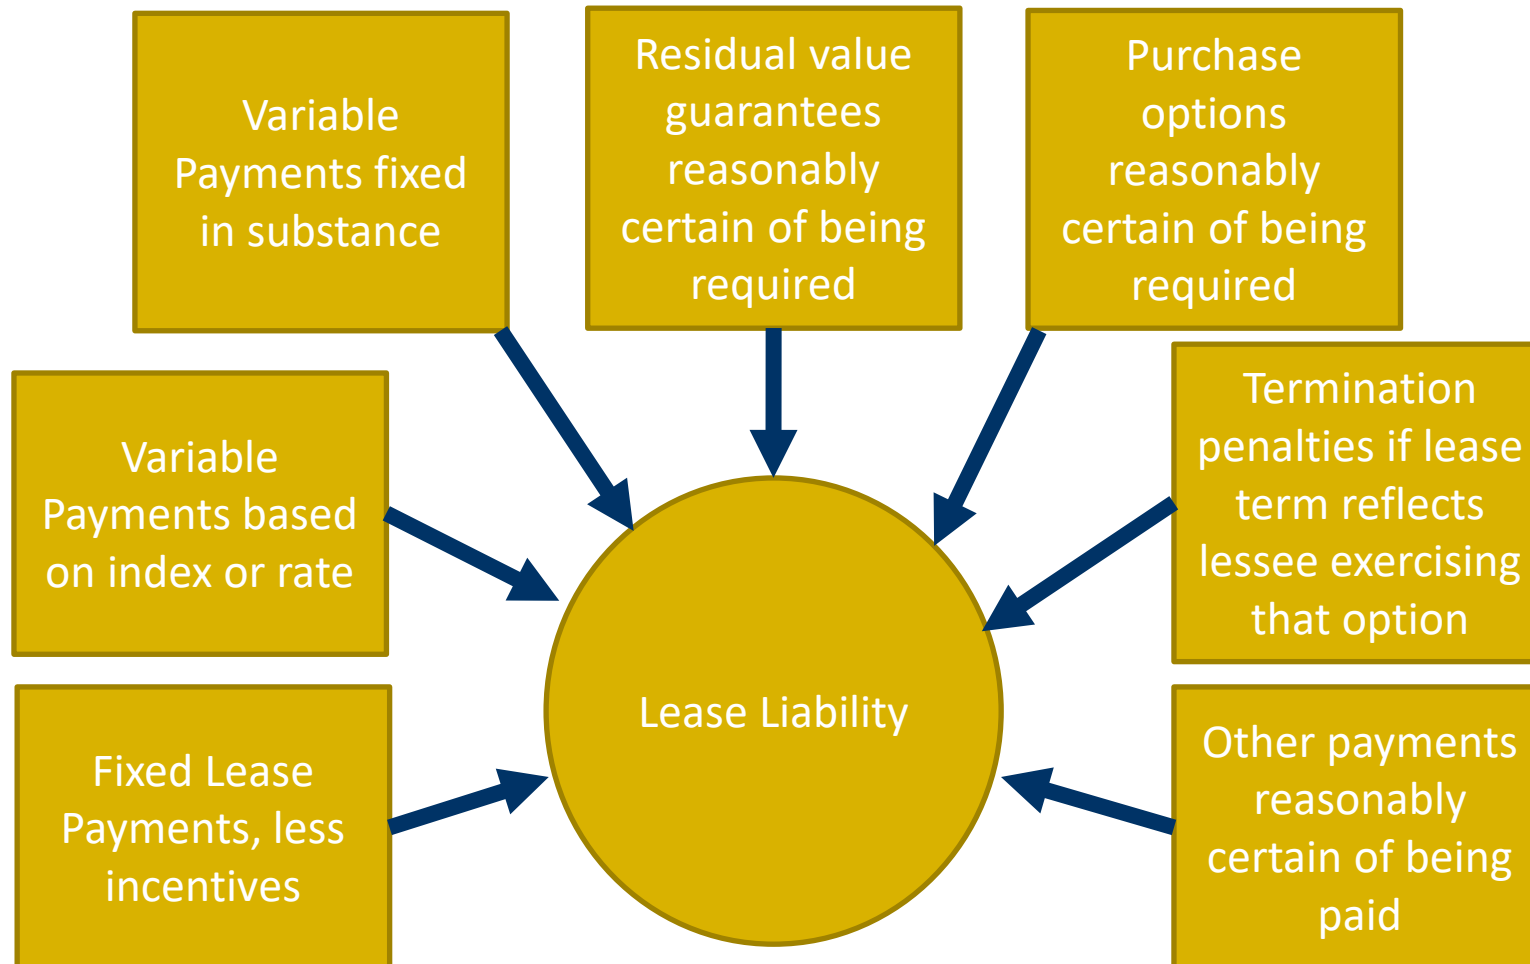 Variable
Payments fixed
in substance
Residual value
guarantees
reasonably
certain of being
required
Purchase
options
reasonably
certain of being
required
Variable
Payments based
on index or rate
Termination
penalties if lease
term reflects
lessee exercising
that option
Fixed Lease
Payments, less
incentives
Lease Liability
Other payments
reasonably
certain of being
paid